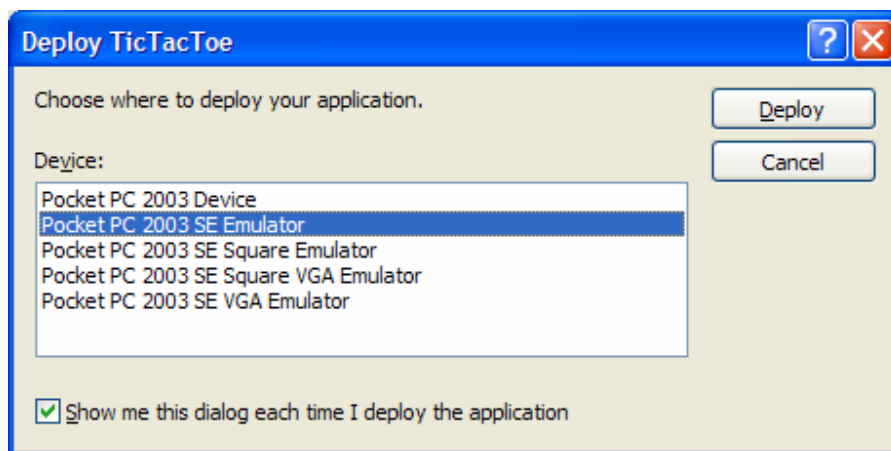 Deploy TicTacToe
Choose where to deploy your application.
Deploy
Device:
Cancel
Pocket PC 2003 Device
Pocket PC 2003 SE Emulator
Pocket PC 2003 SE Square Emulator
Pocket PC 2003 SE Square VGA Emulator
Pocket PC 2003 SE VGA Emulator
Show me this dialog each time I deploy the application